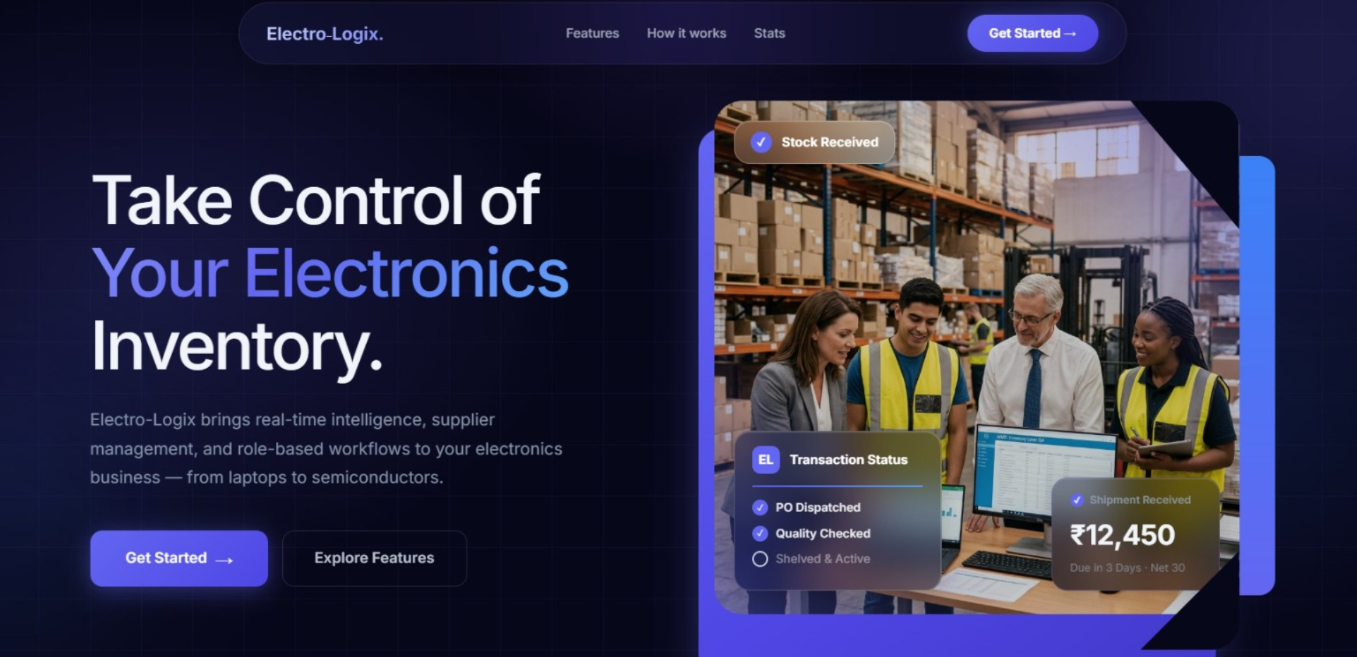 Electro-Logix.
Features
How it works
Stats
Get Started →
Take Control of
Your Electronics
Inventory.
Electro-Logix brings real-time intelligence, supplier
management, and role-based workflows to your electronics
business — from laptops to semiconductors.
Get Started →
Explore Features
✓ Stock Received
EL Transaction Status
✓ PO Dispatched
✓ Quality Checked
Shelved & Active
✓ Shipment Received
₹12,450
Due in 3 Days · Net 30